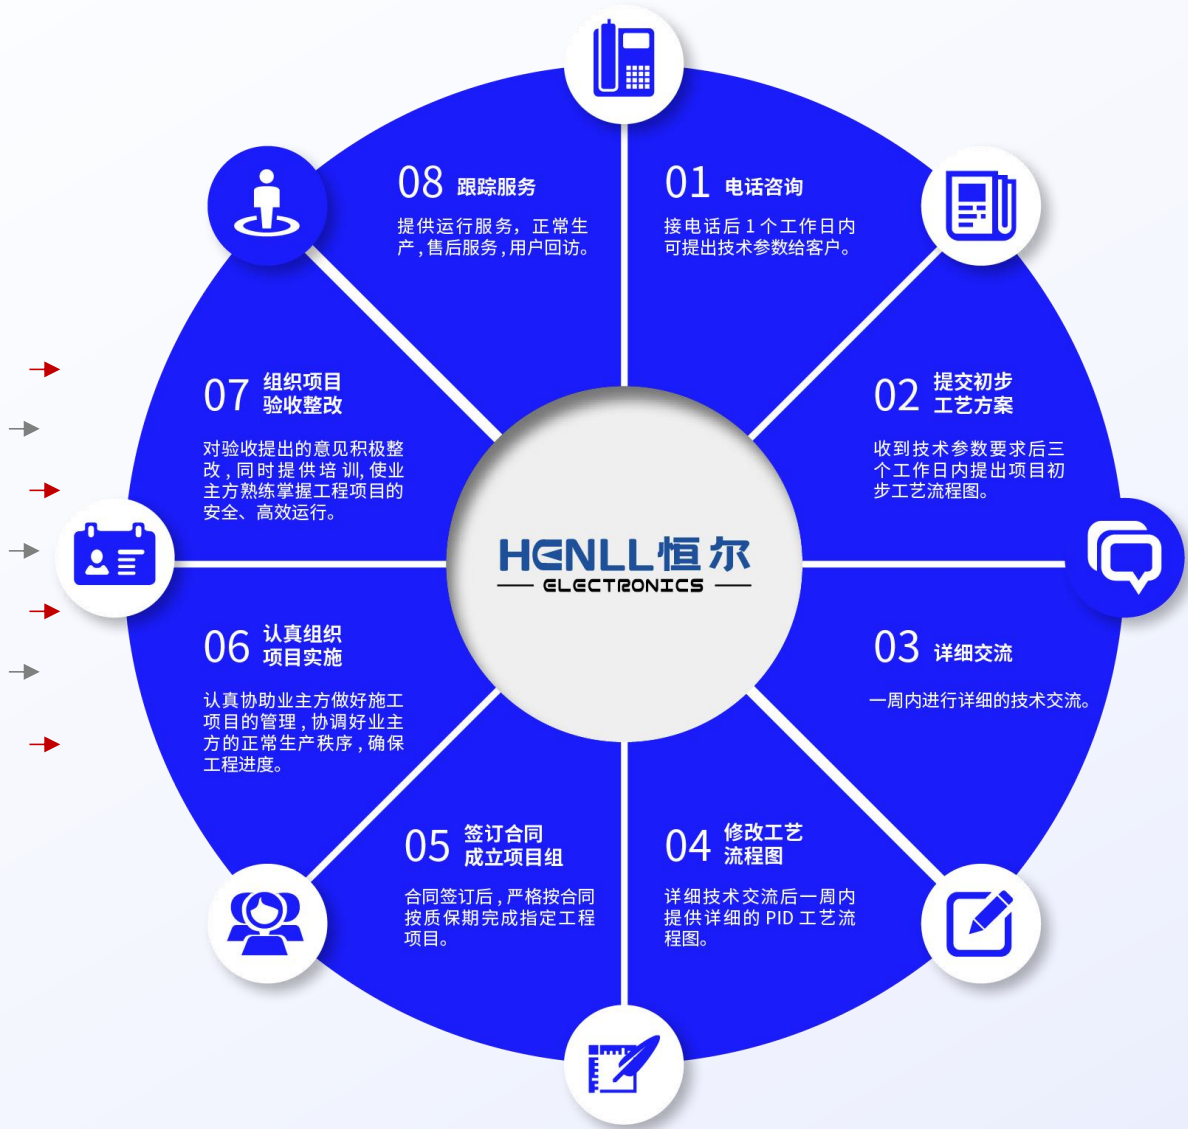 01 电话咨询
接电话后 1 个工作日内
可提出技术参数给客户。
02 提交初步
工艺方案
收到技术参数要求后三
个工作日内提出项目初
步工艺流程图。
03 详细交流
一周内进行详细的技术交流。
04 修改工艺
流程图
详细技术交流后一周内
提供详细的 PID 工艺流
程图。
05 签订合同
成立项目组
合同签订后,严格按合同
按质保期完成指定工程
项目。
06 认真组织
项目实施
认真协助业主方做好施工
项目的管理,协调好业主
方的正常生产秩序,确保
工程进度。
07 组织项目
验收整改
对验收提出的意见积极整
改,同时提供培训,使业
主方熟练掌握工程项目的
安全、高效运行。
08 跟踪服务
提供运行服务，正常生
产,售后服务,用户回访。
HENLL恒尔
ELECTRONICS